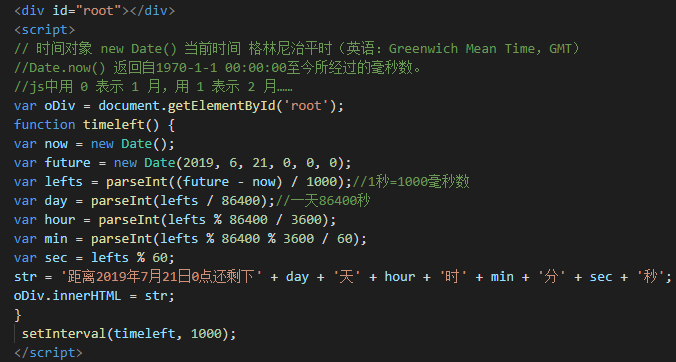 <div id="root"></div>
<script>
// 时间对象 new Date() 当前时间 格林尼治平时（英语：Greenwich Mean Time，GMT）
//Date.now() 返回自1970-1-1 00:00:00至今所经过的毫秒数。
//js中用 0 表示 1 月，用 1 表示 2 月……
var oDiv = document.getElementById('root');
function timeleft() {
var now = new Date();
var future = new Date(2019, 6, 21, 0, 0, 0);
var lefts = parseInt((future - now) / 1000);//1秒=1000毫秒数
var day = parseInt(lefts / 86400);//一天86400秒
var hour = parseInt(lefts % 86400 / 3600);
var min = parseInt(lefts % 86400 % 3600 / 60);
var sec = lefts % 60;
str = '距离2019年7月21日0点还剩下' + day + '天' + hour + '时' + min + '分' + sec + '秒';
oDiv.innerHTML = str;
}
setInterval(timeleft, 1000);
</script>